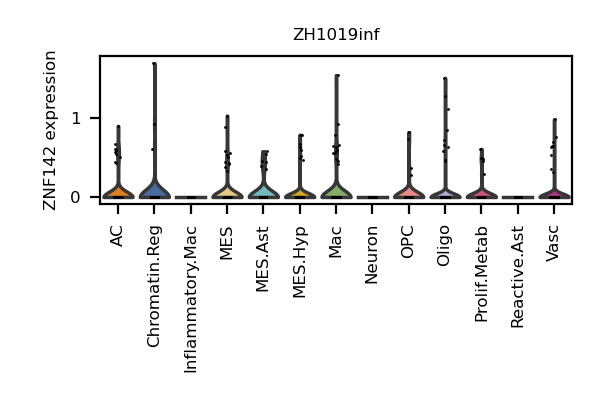 ZH1019inf
ZNF142 expression
1
0
AC
Chromatin.Reg
Inflammatory.Mac
MES
MES.Ast
MES.Hyp
Mac
Neuron
OPC
Oligo
Prolif.Metab
Reactive.Ast
Vasc